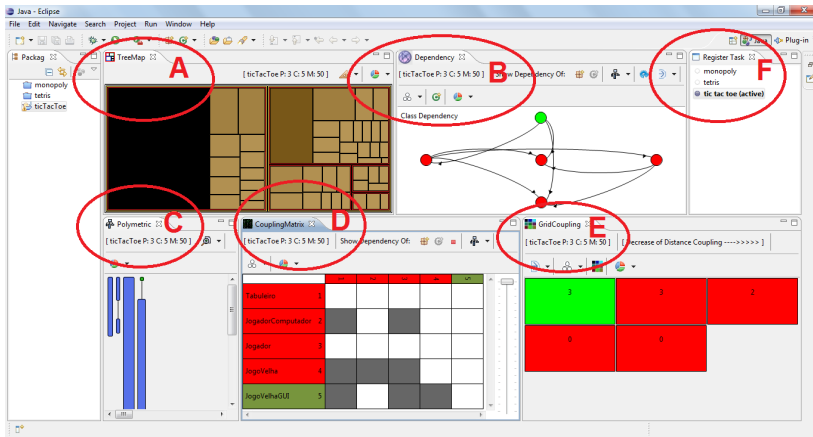 Java - Eclipse
File Edit Navigate Search Project Run Window Help
Java Plug-in
Packag
monopoly
tetris
ticTacToe
TreeMap
A
[ ticTacToe P: 3 C: 5 M: 50 ]
Dependency
B
[ ticTacToe P: 3 C: 5 M: 50 ] Show Dependency Of:
Class Dependency
Register Task
F
monopoly
tetris
tic tac toe (active)
Polymetric
C
[ ticTacToe P: 3 C: 5 M: 50 ]
CouplingMatrix
D
[ ticTacToe P: 3 C: 5 M: 50 ] Show Dependency Of:
Tabuleiro 1
JogadorComputador 2
Jogador 3
JogoVelha 4
JogoVelhaGUI 5
GridCoupling
E
[ ticTacToe P: 3 C: 5 M: 50 ] [ Decrease of Distance Coupling ---->>>>> ]
3 3 2
0 0